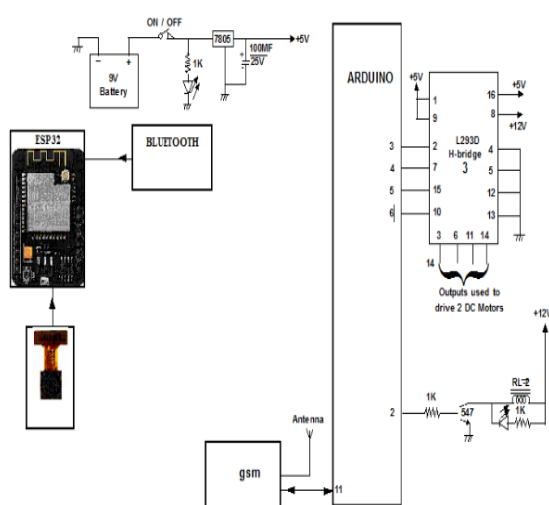 ON / OFF
7805
+5V
− +
9V
Battery
1K
+
100MF
25V
ESP32
BLUETOOTH
ARDUINO
+5V
1
9
16
+5V
8
+12V
L293D
H-bridge
3
3
2
4
4
7
5
5
15
12
6
10
13
3 6 11 14
14
Outputs used to
drive 2 DC Motors
+12V
RL=2
2
1K
547
1K
Antenna
gsm
11